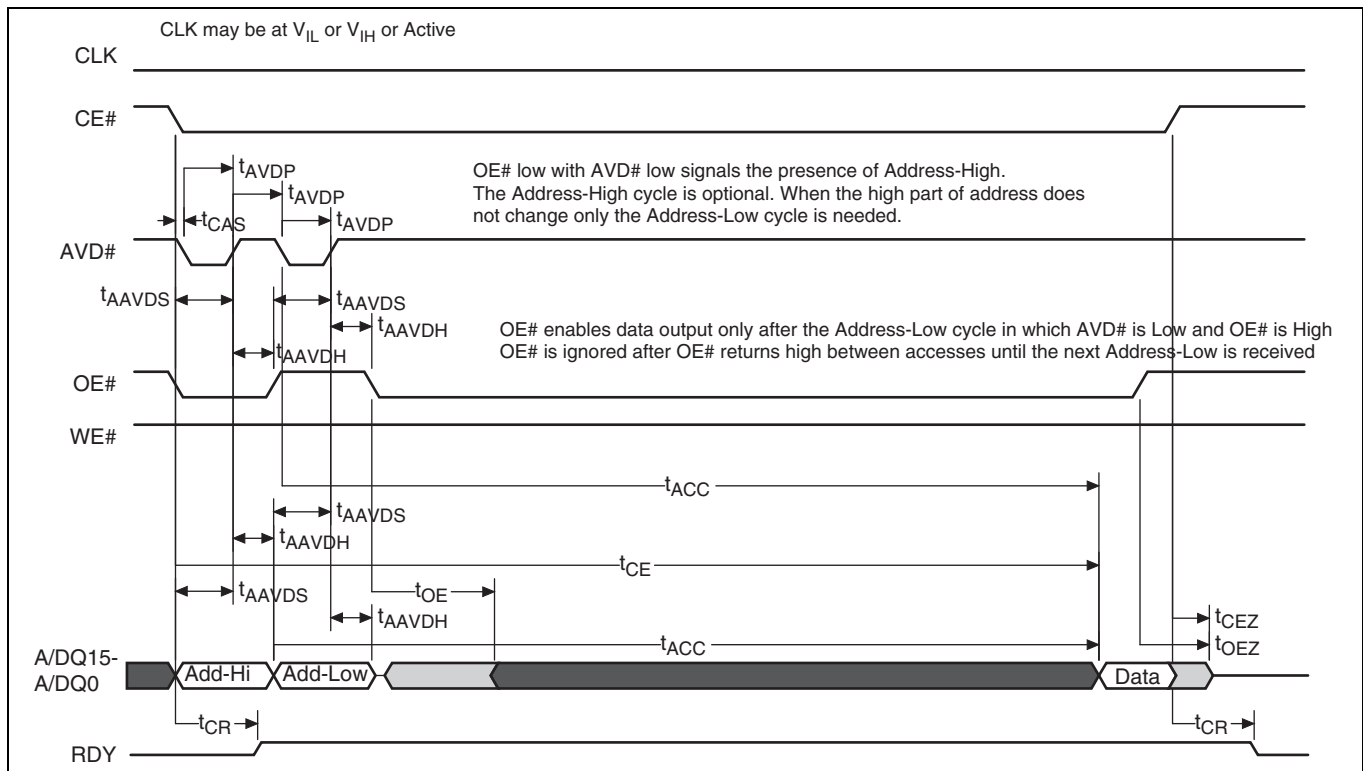 CLK may be at VIL or VIH or Active
CLK
CE#
tAVDP
OE# low with AVD# low signals the presence of Address-High.
tAVDP
The Address-High cycle is optional. When the high part of address does
tCAS
tAVDP
not change only the Address-Low cycle is needed.
AVD#
tAAVDS
tAAVDS
tAAVDH
OE# enables data output only after the Address-Low cycle in which AVD# is Low and OE# is High
tAAVDH
OE# is ignored after OE# returns high between accesses until the next Address-Low is received
OE#
WE#
tACC
tAAVDS
tAAVDH
tCE
tAAVDS
tOE
tAAVDH
tCEZ
tACC
tOEZ
A/DQ15-
A/DQ0
Add-Hi
Add-Low
Data
tCR
tCR
RDY